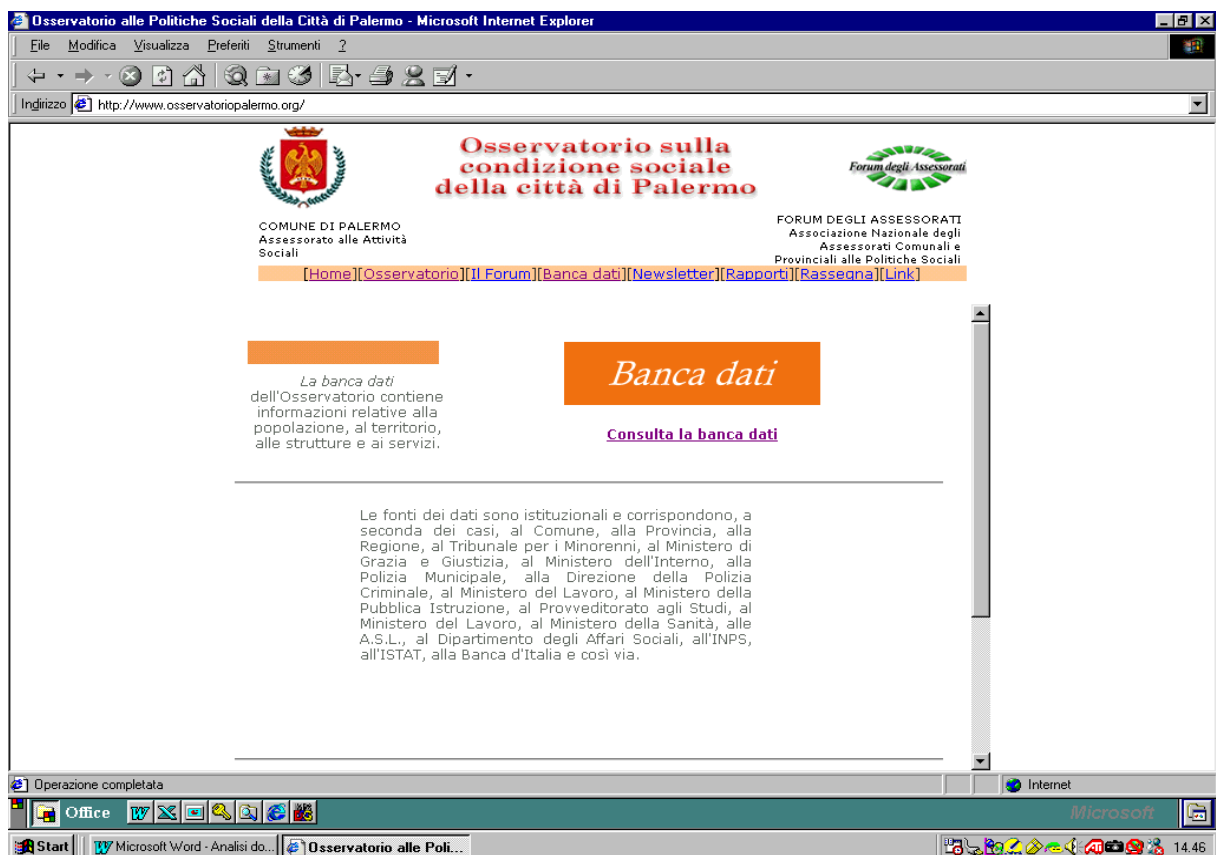 Osservatorio alle Politiche Sociali della Città di Palermo - Microsoft Internet Explorer
File Modifica Visualizza Preferiti Strumenti ?
Indirizzo http://www.osservatoriopalermo.org/
Osservatorio sulla
condizione sociale
della città di Palermo
Forum degli Assessorati
COMUNE DI PALERMO
Assessorato alle Attività
Sociali
FORUM DEGLI ASSESSORATI
Associazione Nazionale degli
Assessorati Comunali e
Provinciali alle Politiche Sociali
[Home][Osservatorio][Il Forum][Banca dati][Newsletter][Rapporti][Rassegna][Link]
La banca dati
dell'Osservatorio contiene
informazioni relative alla
popolazione, al territorio,
alle strutture e ai servizi.
Banca dati
Consulta la banca dati
Le fonti dei dati sono istituzionali e corrispondono, a
seconda dei casi, al Comune, alla Provincia, alla
Regione, al Tribunale per i Minorenni, al Ministero di
Grazia e Giustizia, al Ministero dell'Interno, alla
Polizia Municipale, alla Direzione della Polizia
Criminale, al Ministero del Lavoro, al Ministero della
Pubblica Istruzione, al Provveditorato agli Studi, al
Ministero del Lavoro, al Ministero della Sanità, alle
A.S.L., al Dipartimento degli Affari Sociali, all'INPS,
all'ISTAT, alla Banca d'Italia e così via.
Operazione completata
Internet
Office
Microsoft
Start
Microsoft Word - Analisi do...
Osservatorio alle Poli...
14.46